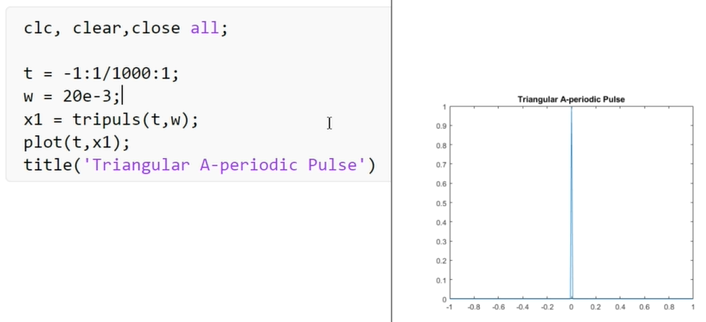 clc, clear,close all;
t = -1:1/1000:1;
w = 20e-3;
x1 = tripuls(t,w);
plot(t,x1);
title('Triangular A-periodic Pulse')
Triangular A-periodic Pulse
1
0.9
0.8
0.7
0.6
0.5
0.4
0.3
0.2
0.1
0
-1 -0.8 -0.6 -0.4 -0.2 0 0.2 0.4 0.6 0.8 1